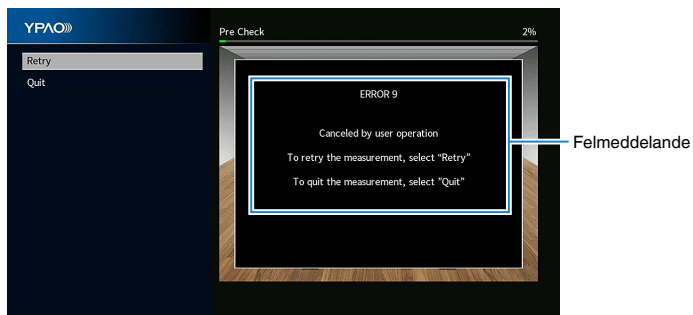 YPAO
Pre Check 2%
Retry
Quit
ERROR 9
Canceled by user operation
To retry the measurement, select “Retry”
To quit the measurement, select ”Quit”
Felmeddelande